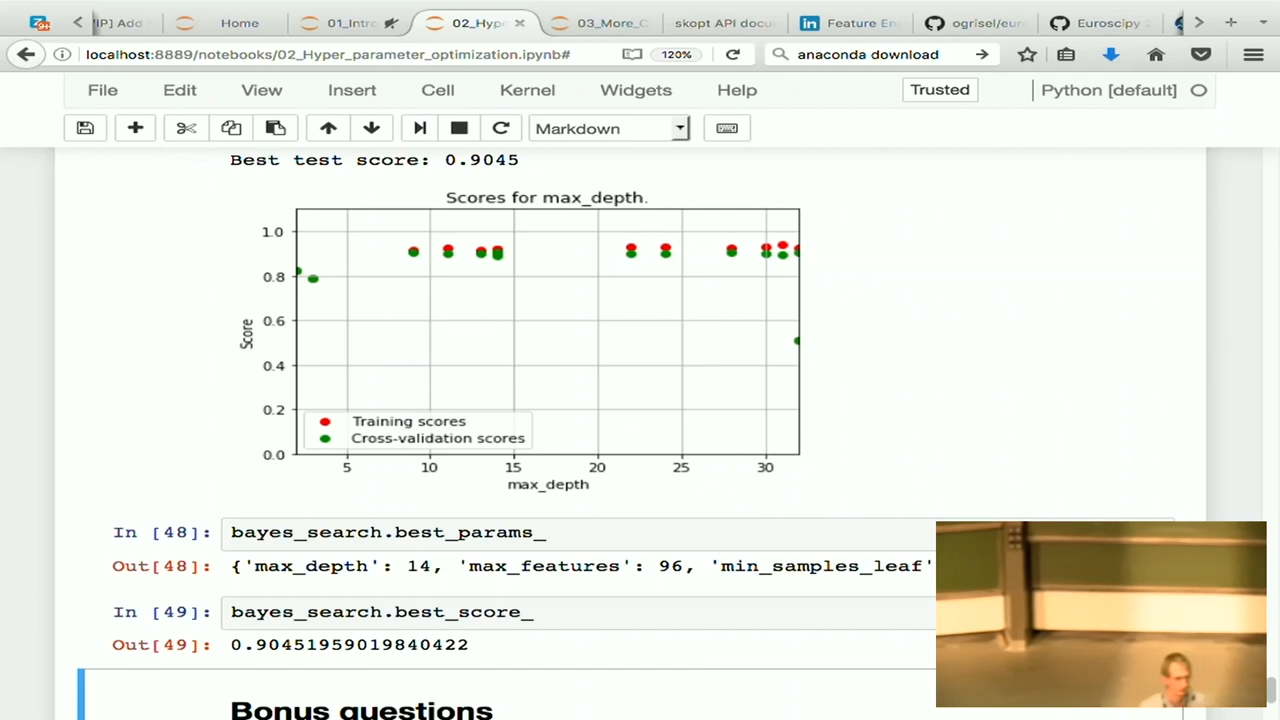 IP] Add
Home
01_Intro
02_Hype
03_More_C
skopt API docu
Feature En
ogrisel/eur
Euroscipy
localhost:8889/notebooks/02_Hyper_parameter_optimization.ipynb#
120%
anaconda download
File Edit View Insert Cell Kernel Widgets Help
Trusted
Python [default]
Markdown
Best test score: 0.9045
Scores for max_depth.
1.0
0.8
0.6
0.4
0.2
0.0
Score
Training scores
Cross-validation scores
5 10 15 20 25 30
max_depth
In [48]: bayes_search.best_params_
Out[48]: {'max_depth': 14, 'max_features': 96, 'min_samples_leaf'
In [49]: bayes_search.best_score_
Out[49]: 0.90451959019840422
Bonus questions